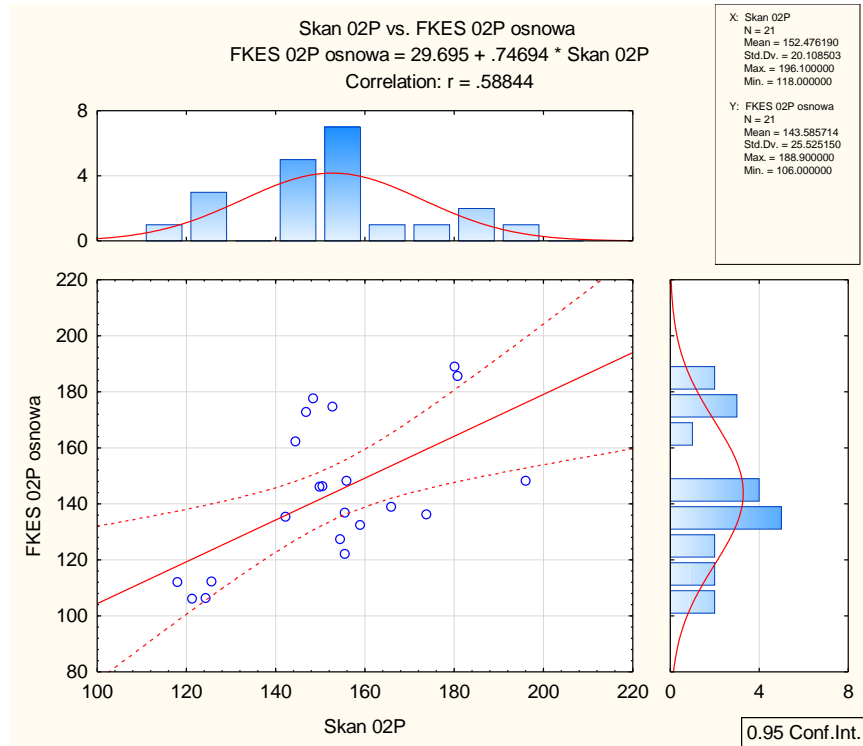 Skan 02P vs. FKES 02P osnowa
FKES 02P osnowa = 29.695 + .74694 * Skan 02P
Correlation: r = .58844
X: Skan 02P
N = 21
Mean = 152.476190
Std.Dv. = 20.108503
Max. = 196.100000
Min. = 118.000000
Y: FKES 02P osnowa
N = 21
Mean = 143.585714
Std.Dv. = 25.525150
Max. = 188.900000
Min. = 106.000000
8
4
0
220
200
180
160
140
120
100
80
FKES 02P osnowa
100 120 140 160 180 200 220
Skan 02P
0 4 8
0.95 Conf.Int.